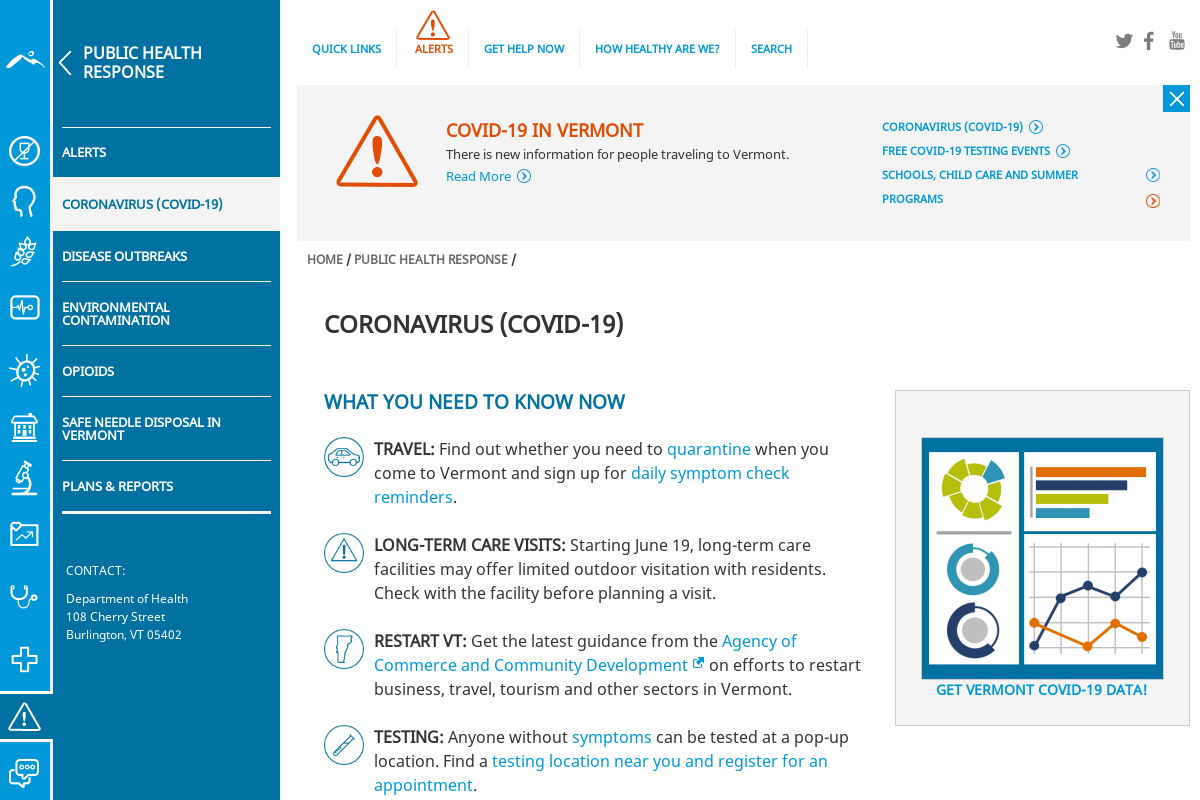 PUBLIC HEALTH
RESPONSE
ALERTS
CORONAVIRUS (COVID-19)
DISEASE OUTBREAKS
ENVIRONMENTAL
CONTAMINATION
OPIOIDS
SAFE NEEDLE DISPOSAL IN
VERMONT
PLANS & REPORTS
CONTACT:
Department of Health
108 Cherry Street
Burlington, VT 05402
QUICK LINKS
ALERTS
GET HELP NOW
HOW HEALTHY ARE WE?
SEARCH
You
Tube
COVID-19 IN VERMONT
There is new information for people traveling to Vermont.
Read More
CORONAVIRUS (COVID-19)
FREE COVID-19 TESTING EVENTS
SCHOOLS, CHILD CARE AND SUMMER
PROGRAMS
HOME / PUBLIC HEALTH RESPONSE /
CORONAVIRUS (COVID-19)
WHAT YOU NEED TO KNOW NOW
TRAVEL: Find out whether you need to quarantine when you
come to Vermont and sign up for daily symptom check
reminders.
LONG-TERM CARE VISITS: Starting June 19, long-term care
facilities may offer limited outdoor visitation with residents.
Check with the facility before planning a visit.
RESTART VT: Get the latest guidance from the Agency of
Commerce and Community Development on efforts to restart
business, travel, tourism and other sectors in Vermont.
TESTING: Anyone without symptoms can be tested at a pop-up
location. Find a testing location near you and register for an
appointment.
GET VERMONT COVID-19 DATA!